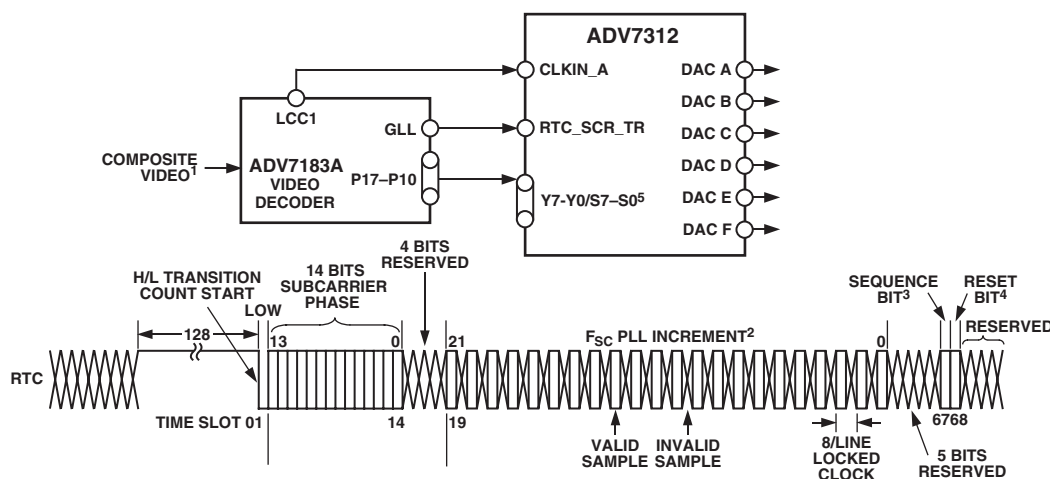 ADV7312
CLKIN_A
DAC A
DAC B
LCC1
GLL
RTC_SCR_TR
DAC C
COMPOSITE
VIDEO1
ADV7183A
VIDEO
DECODER
P17–P10
DAC D
Y7-Y0/S7–S05
DAC E
DAC F
H/L TRANSITION
COUNT START
LOW
14 BITS
SUBCARRIER
PHASE
4 BITS
RESERVED
SEQUENCE
BIT3
RESET
BIT4
RESERVED
128
13
0
21
FSC PLL INCREMENT2
0
RTC
TIME SLOT 01
14
19
VALID
SAMPLE
INVALID
SAMPLE
8/LINE
LOCKED
CLOCK
6768
5 BITS
RESERVED